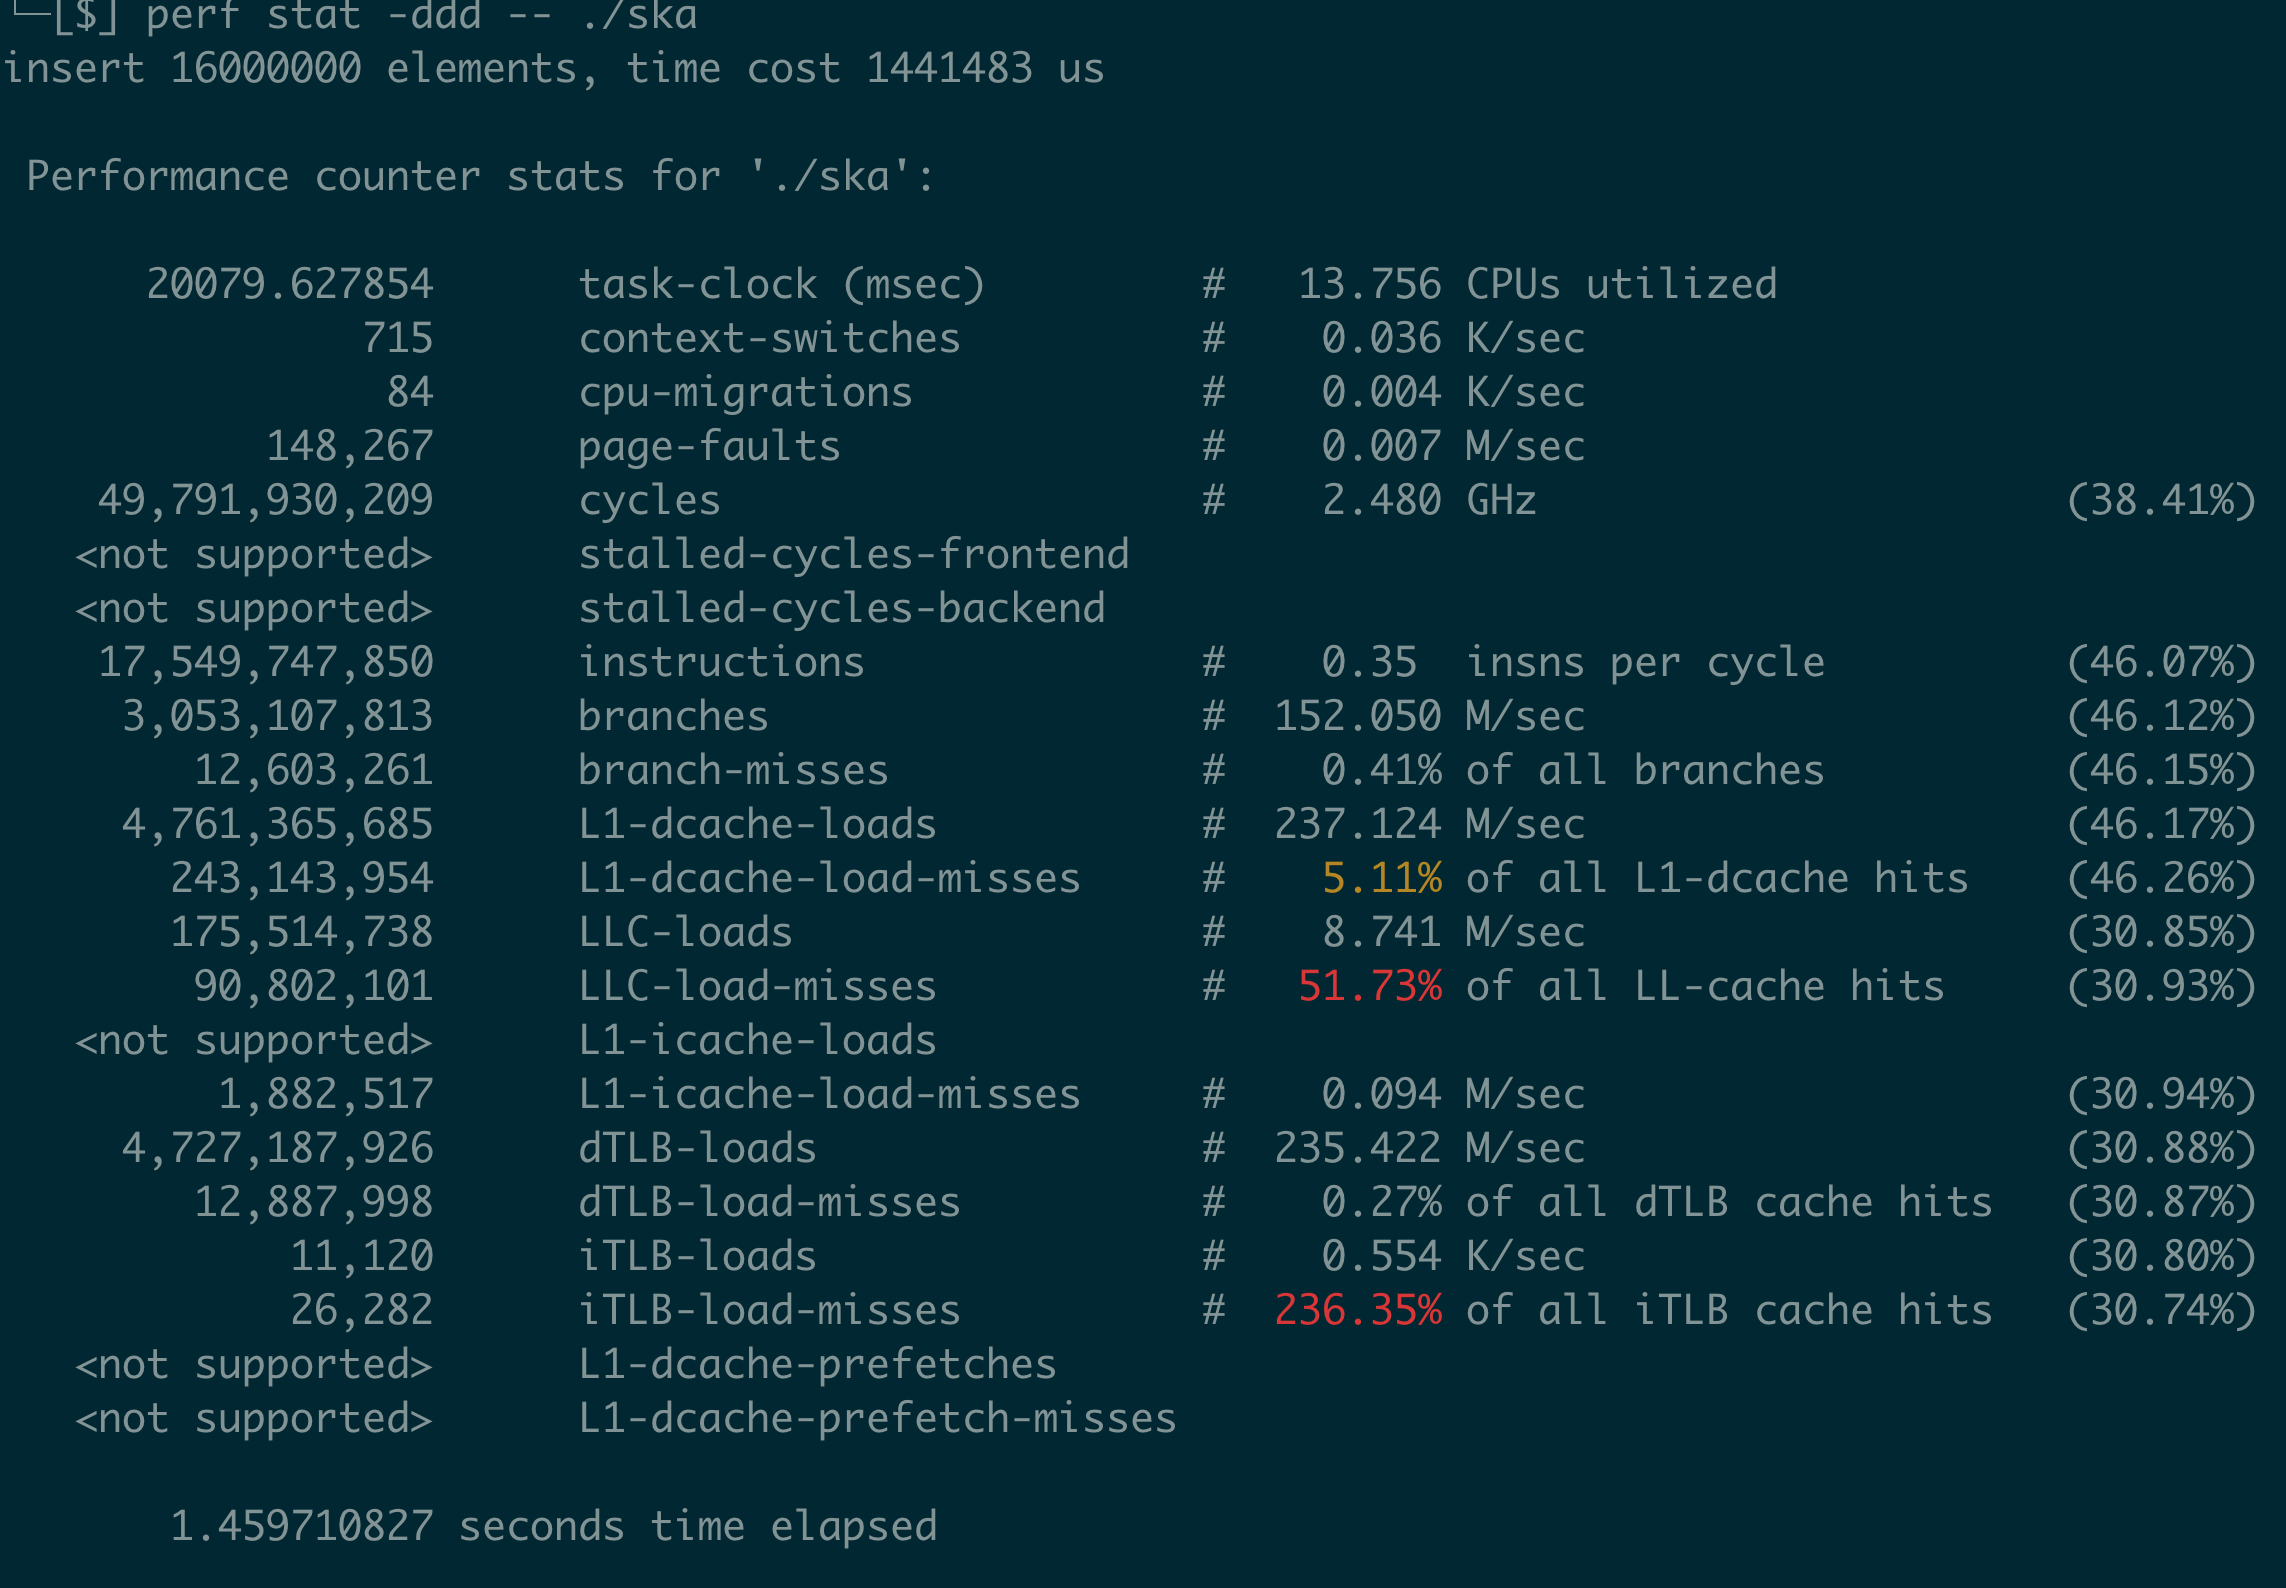 └─[$] perf stat -ddd -- ./ska
insert 16000000 elements, time cost 1441483 us

 Performance counter stats for './ska':

      20079.627854      task-clock (msec)         #   13.756 CPUs utilized
               715      context-switches          #    0.036 K/sec
                84      cpu-migrations            #    0.004 K/sec
           148,267      page-faults               #    0.007 M/sec
    49,791,930,209      cycles                    #    2.480 GHz                      (38.41%)
   <not supported>      stalled-cycles-frontend
   <not supported>      stalled-cycles-backend
    17,549,747,850      instructions              #    0.35  insns per cycle          (46.07%)
     3,053,107,813      branches                  #  152.050 M/sec                    (46.12%)
        12,603,261      branch-misses             #    0.41% of all branches          (46.15%)
     4,761,365,685      L1-dcache-loads           #  237.124 M/sec                    (46.17%)
       243,143,954      L1-dcache-load-misses     #    5.11% of all L1-dcache hits    (46.26%)
       175,514,738      LLC-loads                 #    8.741 M/sec                    (30.85%)
        90,802,101      LLC-load-misses           #   51.73% of all LL-cache hits     (30.93%)
   <not supported>      L1-icache-loads
         1,882,517      L1-icache-load-misses     #    0.094 M/sec                    (30.94%)
     4,727,187,926      dTLB-loads                #  235.422 M/sec                    (30.88%)
        12,887,998      dTLB-load-misses          #    0.27% of all dTLB cache hits   (30.87%)
            11,120      iTLB-loads                #    0.554 K/sec                    (30.80%)
            26,282      iTLB-load-misses          #  236.35% of all iTLB cache hits   (30.74%)
   <not supported>      L1-dcache-prefetches
   <not supported>      L1-dcache-prefetch-misses

       1.459710827 seconds time elapsed